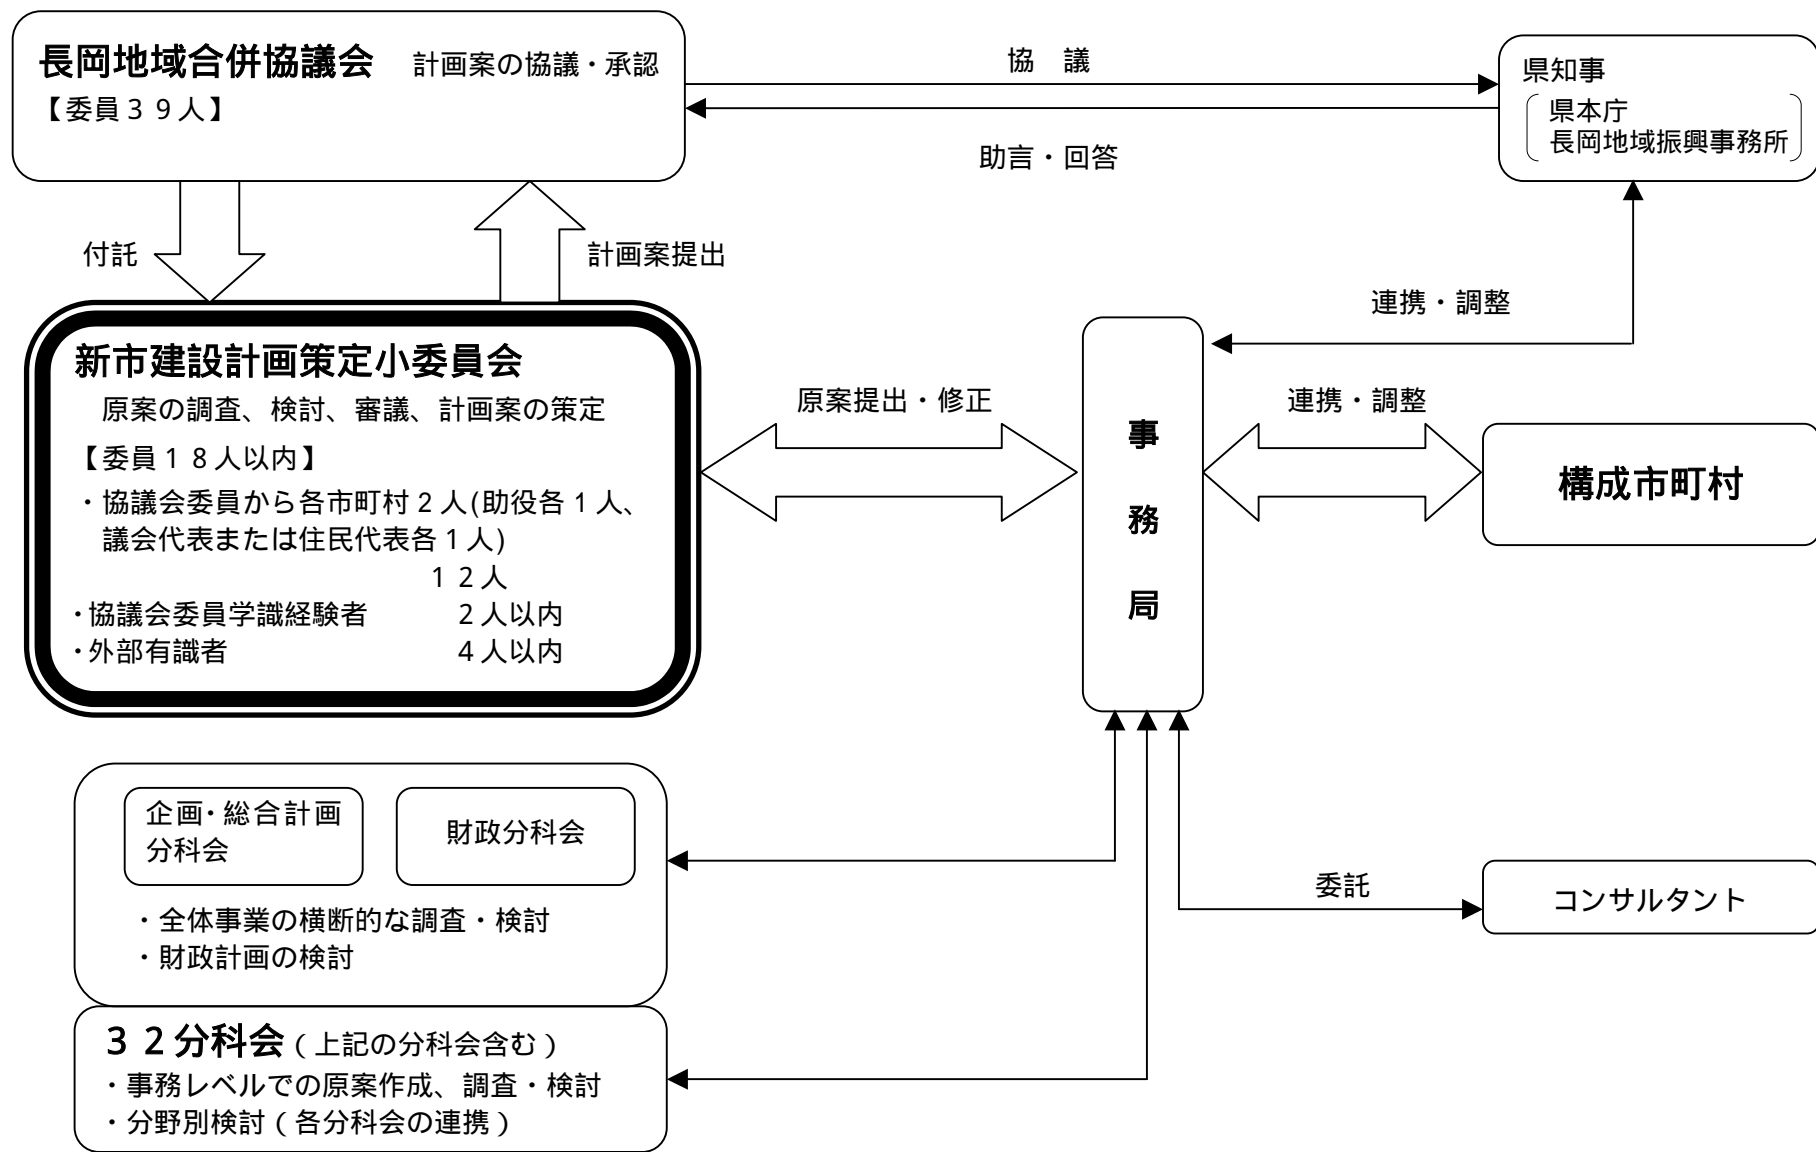 長岡地域合併協議会　計画案の協議・承認
【委員３９人】
協　議
助言・回答
県知事
県本庁
長岡地域振興事務所
付託
計画案提出
連携・調整
新市建設計画策定小委員会
原案の調査、検討、審議、計画案の策定
【委員１８人以内】
・協議会委員から各市町村２人(助役各１人、
議会代表または住民代表各１人)
１２人
・協議会委員学識経験者　２人以内
・外部有識者　４人以内
原案提出・修正
事務局
連携・調整
構成市町村
企画・総合計画
分科会
財政分科会
・全体事業の横断的な調査・検討
・財政計画の検討
委託
コンサルタント
３２分科会（上記の分科会含む）
・事務レベルでの原案作成、調査・検討
・分野別検討（各分科会の連携）